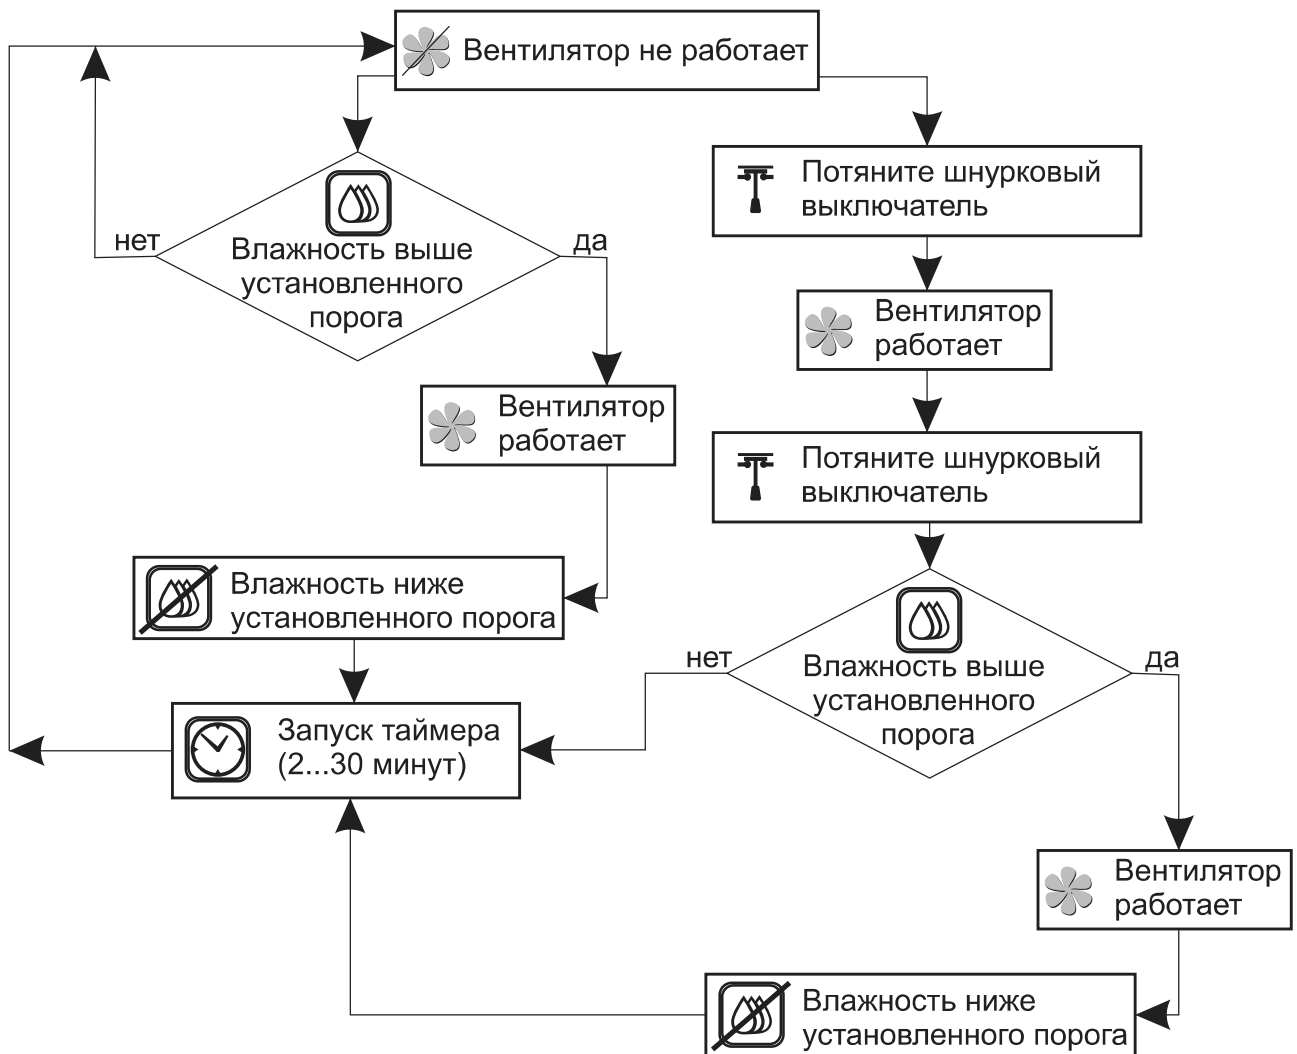 Вентилятор не работает
Потяните шнурковый
выключатель
нет
Влажность выше
установленного
порога
да
Вентилятор
работает
Вентилятор
работает
Потяните шнурковый
выключатель
Влажность ниже
установленного порога
нет
Влажность выше
установленного
порога
да
Запуск таймера
(2...30 минут)
Вентилятор
работает
Влажность ниже
установленного порога